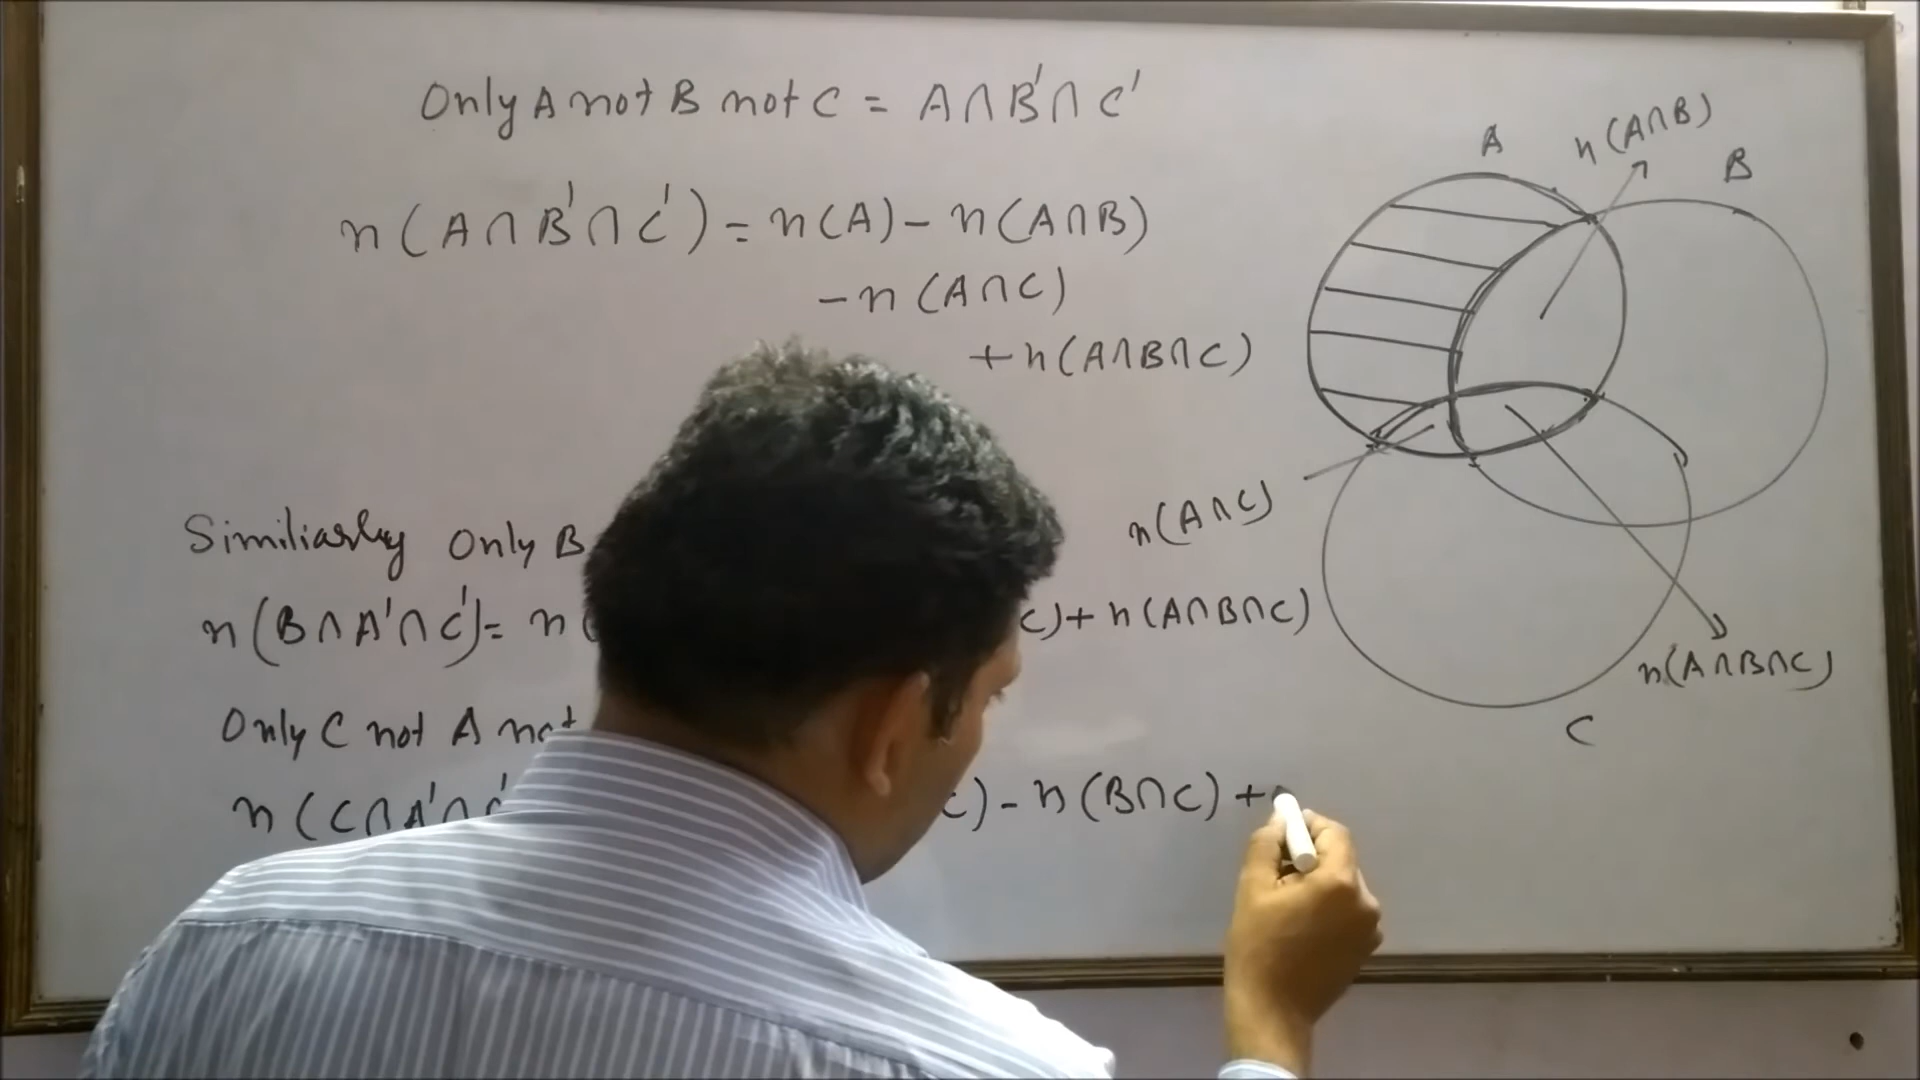 Only A not B not C = A∩B'∩C'
n(A∩B'∩C') = n(A) - n(A∩B)
- n(A∩C)
+ n(A∩B∩C)
A
n(A∩B)
B
n(A∩C)
n(A∩B∩C)
C
Similiarly Only B
n(B∩A'∩C') = n( C) + n(A∩B∩C)
Only C not A not
n(C∩A'∩ C) - n(B∩C) +